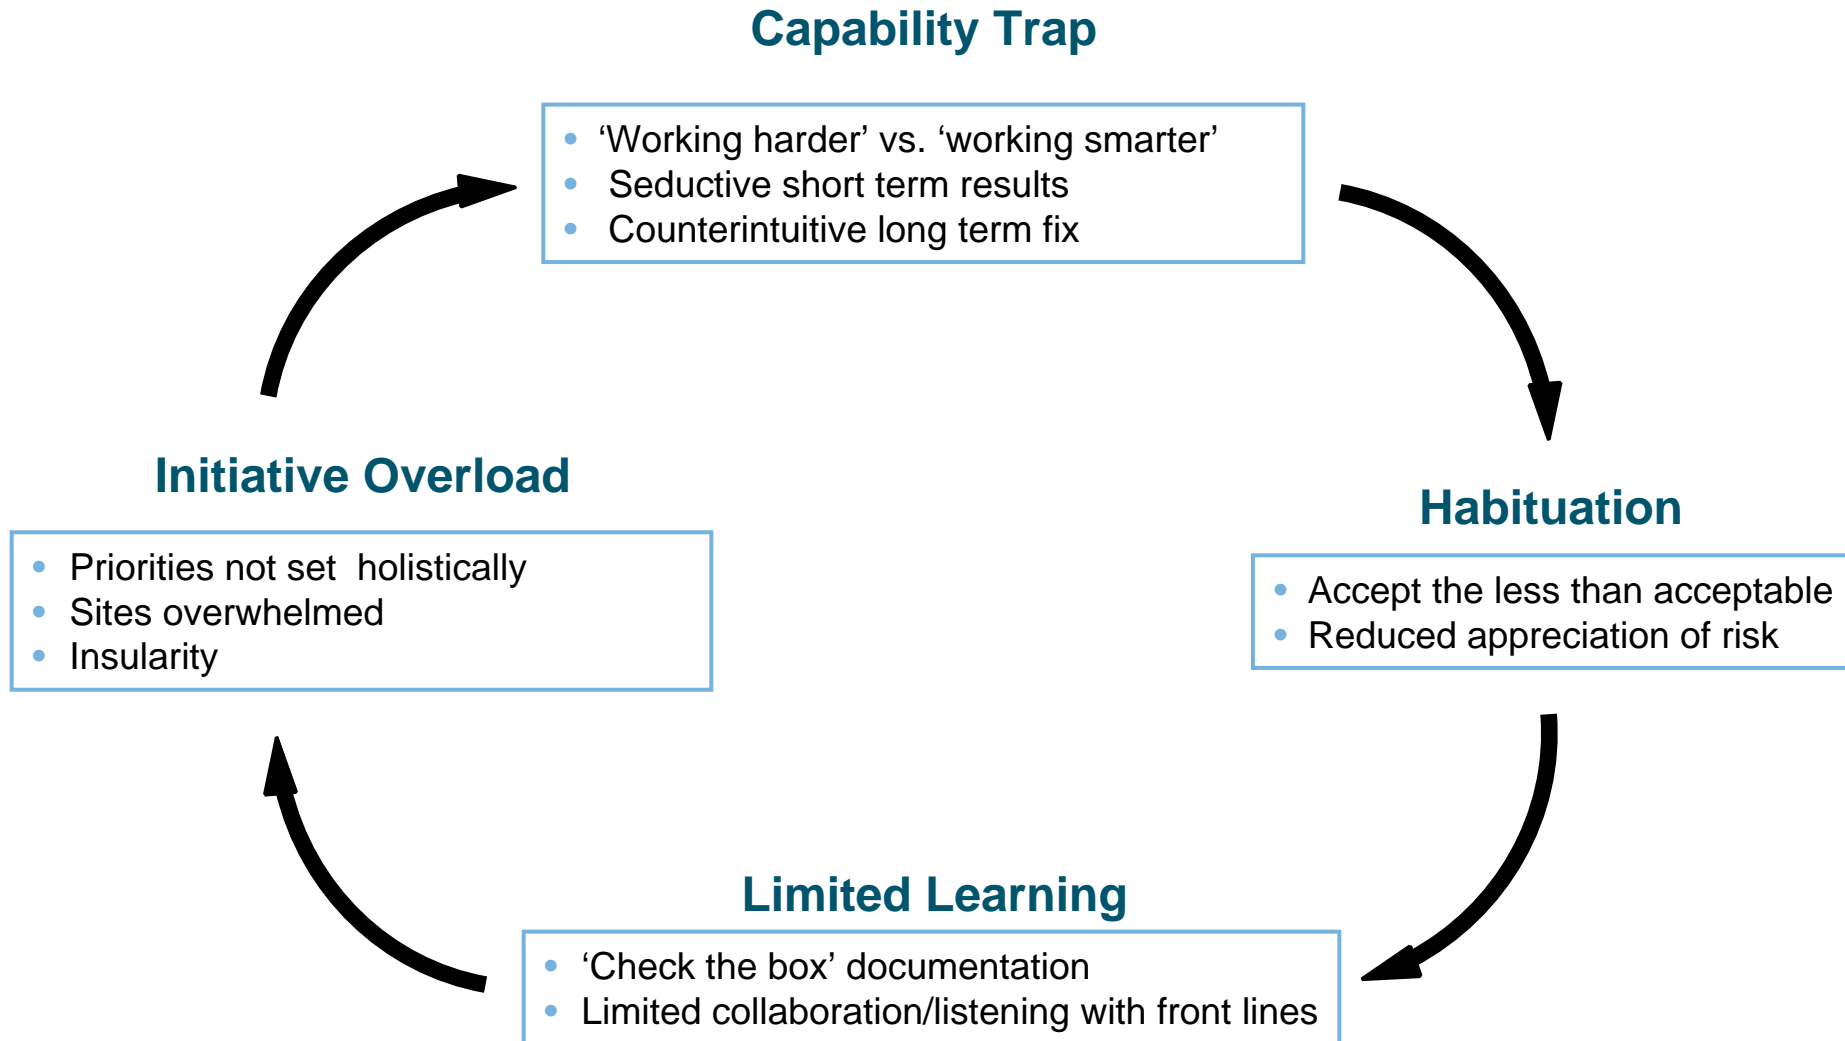 Capability Trap
• ‘Working harder’ vs. ‘working smarter’
• Seductive short term results
• Counterintuitive long term fix
Initiative Overload
• Priorities not set  holistically
• Sites overwhelmed
• Insularity
Habituation
• Accept the less than acceptable
• Reduced appreciation of risk
Limited Learning
• ‘Check the box’ documentation
• Limited collaboration/listening with front lines